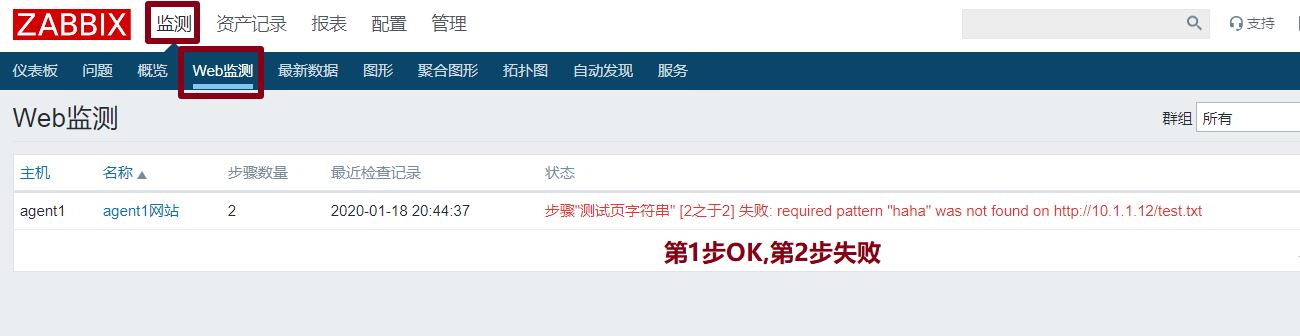 ZABBIX 监测 资产记录 报表 配置 管理 支持
仪表板 问题 概览 Web监测 最新数据 图形 聚合图形 拓扑图 自动发现 服务
Web监测 群组 所有
主机 名称 步骤数量 最近检查记录 状态
agent1 agent1网站 2 2020-01-18 20:44:37 步骤"测试页字符串" [2之于2] 失败: required pattern "haha" was not found on http://10.1.1.12/test.txt
第1步OK,第2步失败